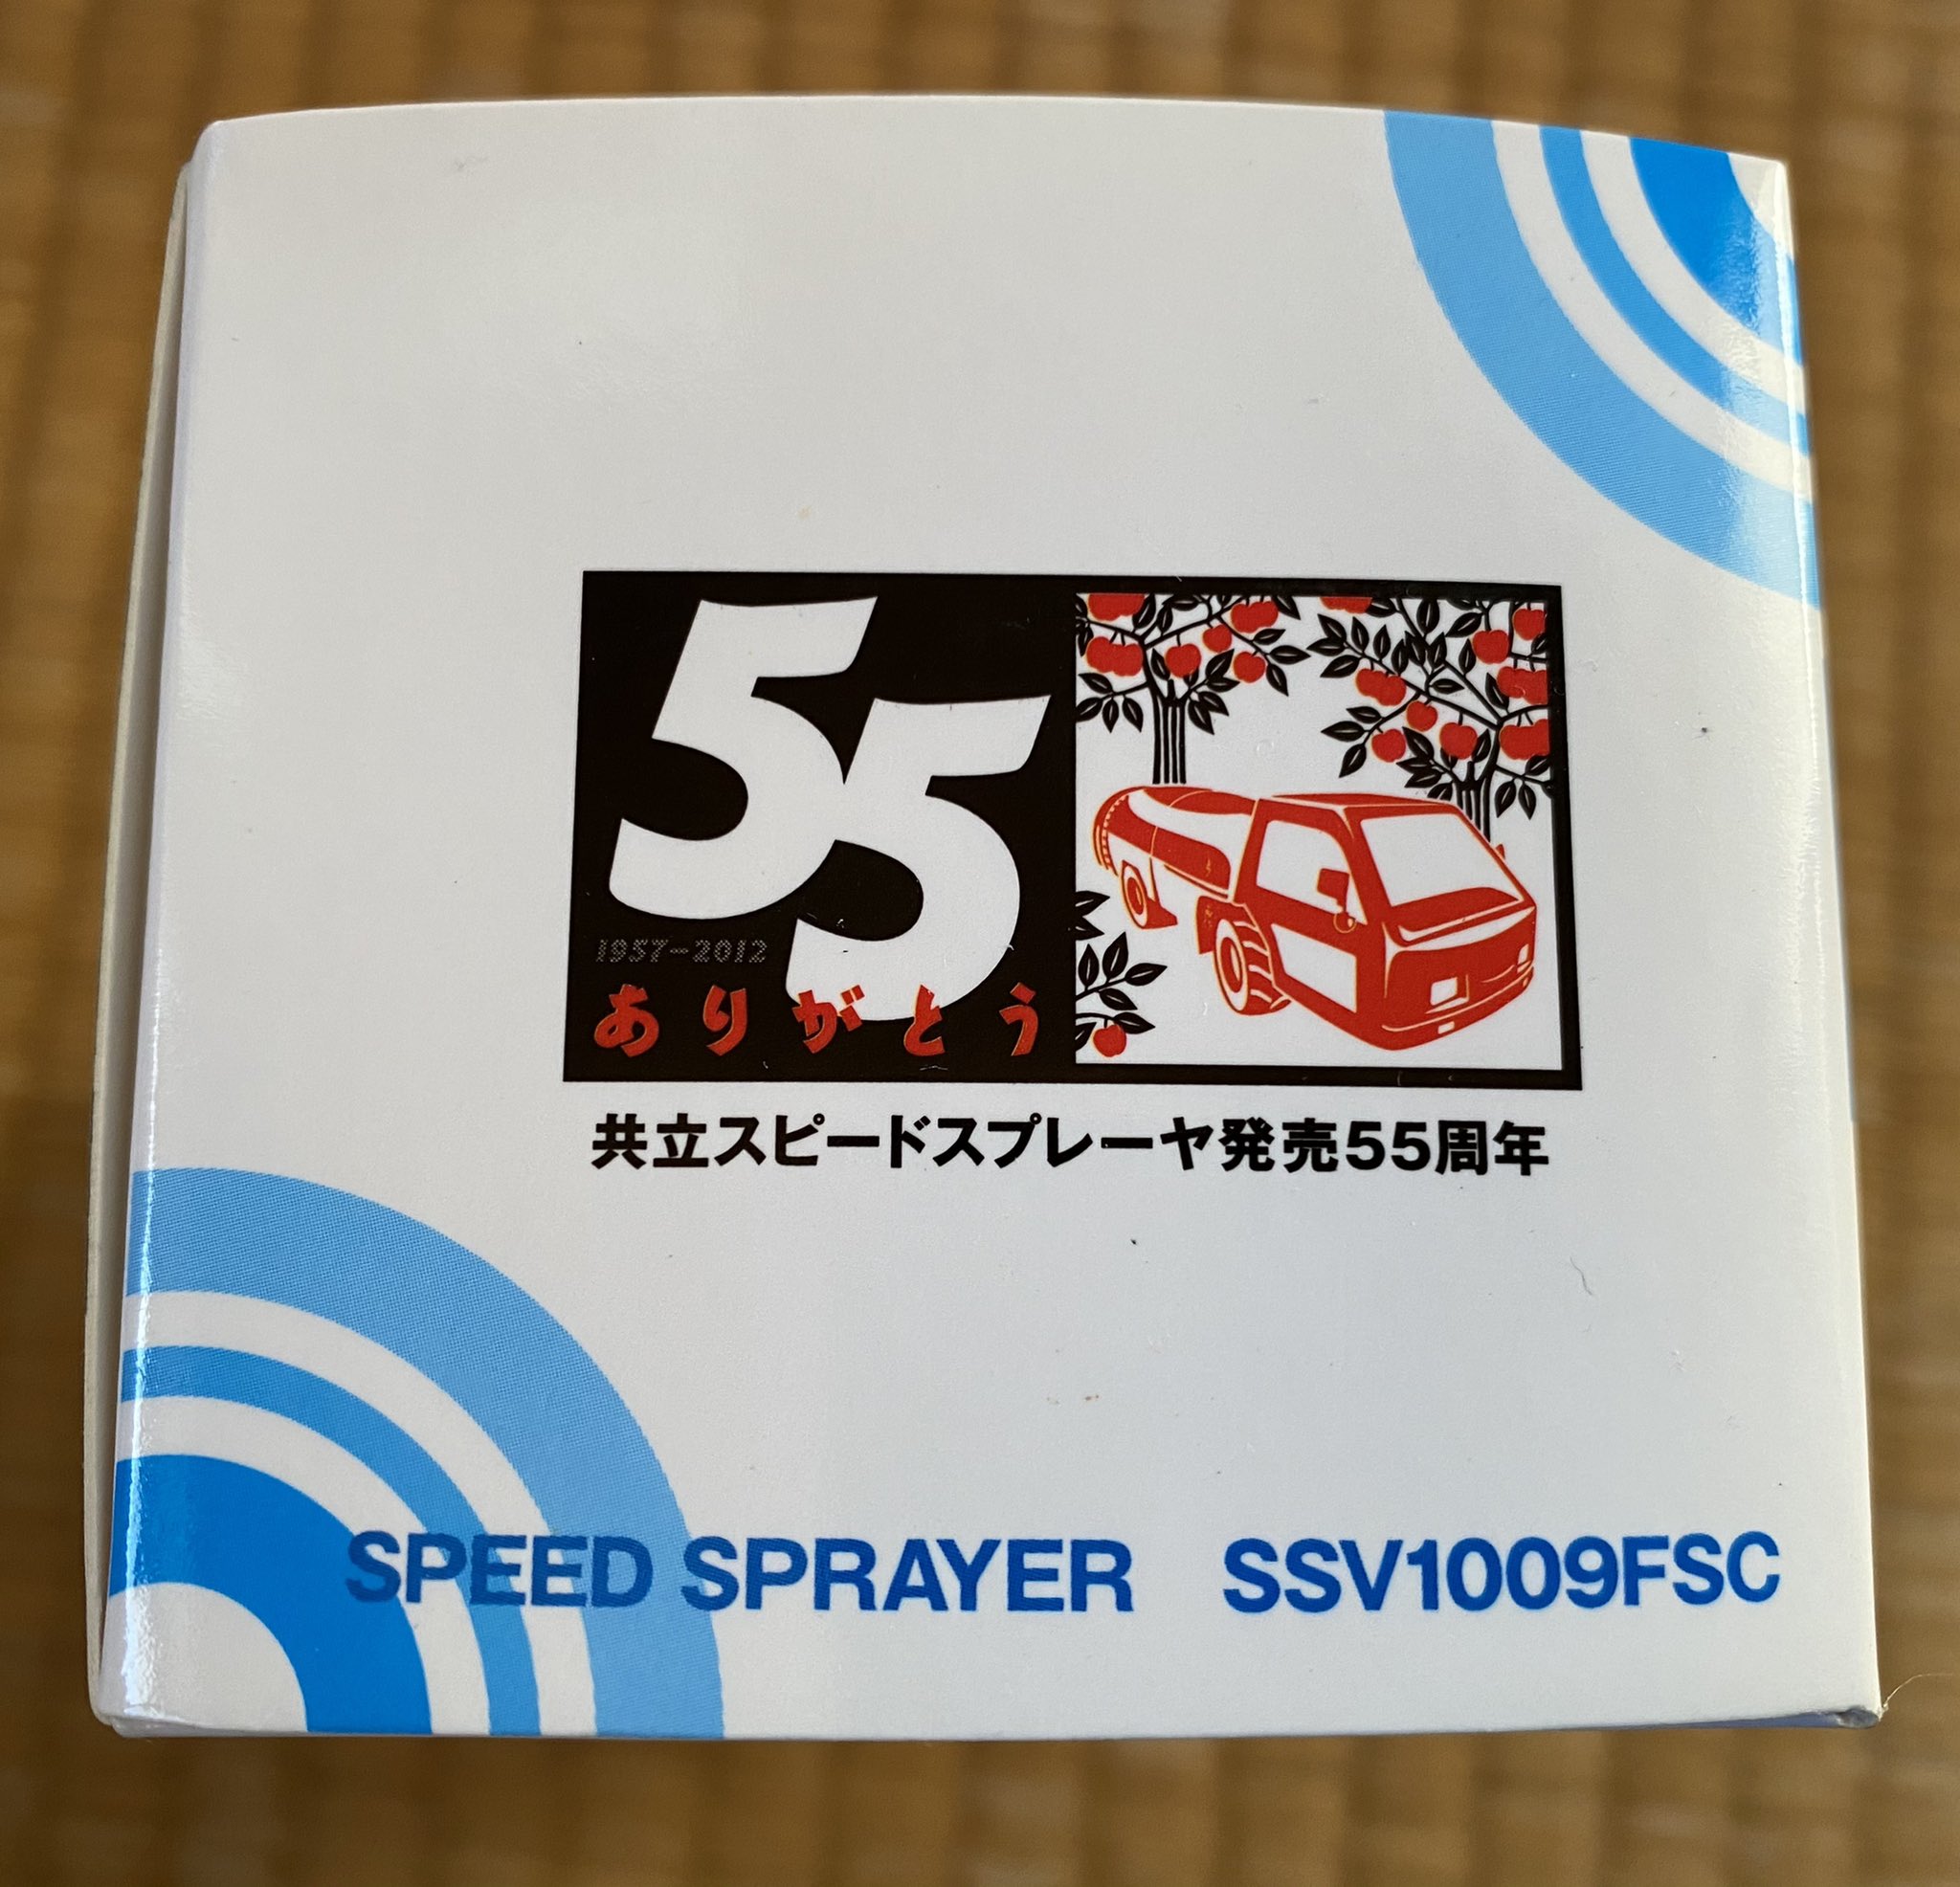 55
1957-2012
ありがとう
共立スピードスプレーヤ発売55周年
SPEED SPRAYER SSV1009FSC